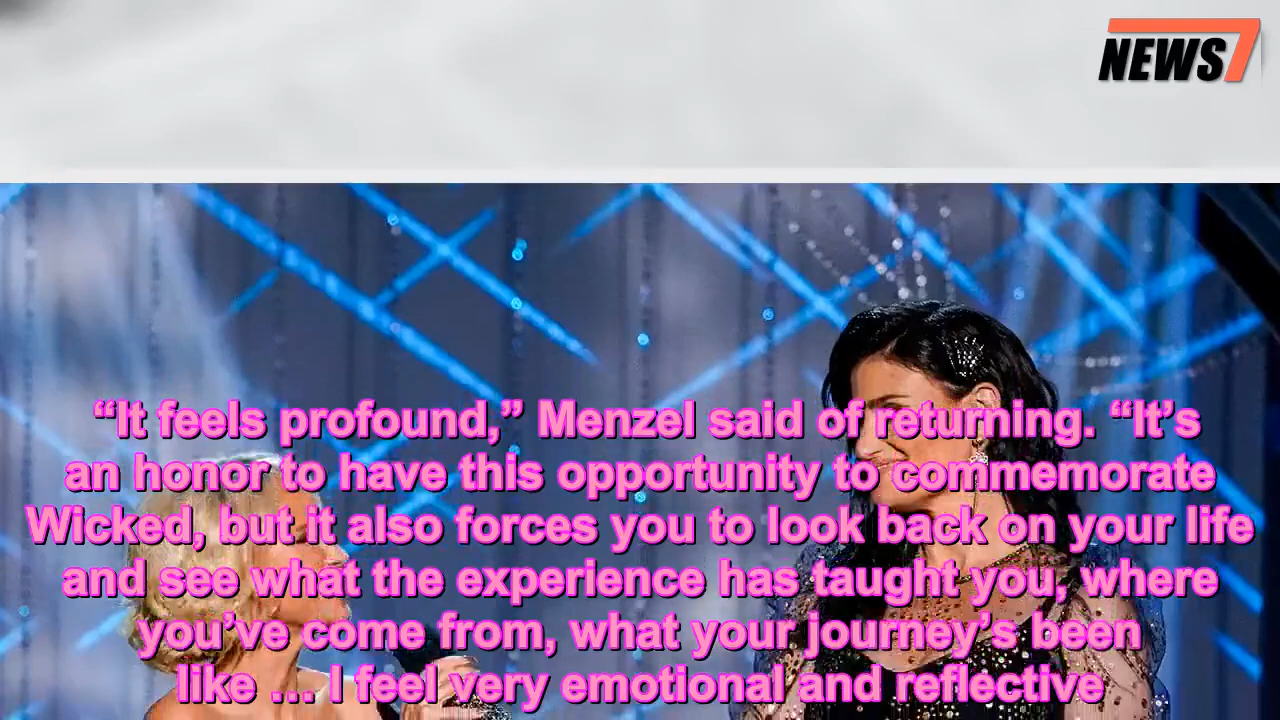 NEWS7
“It feels profound,” Menzel said of returning. “It’s
an honor to have this opportunity to commemorate
Wicked, but it also forces you to look back on your life
and see what the experience has taught you, where
you’ve come from, what your journey’s been
like ... I feel very emotional and reflective